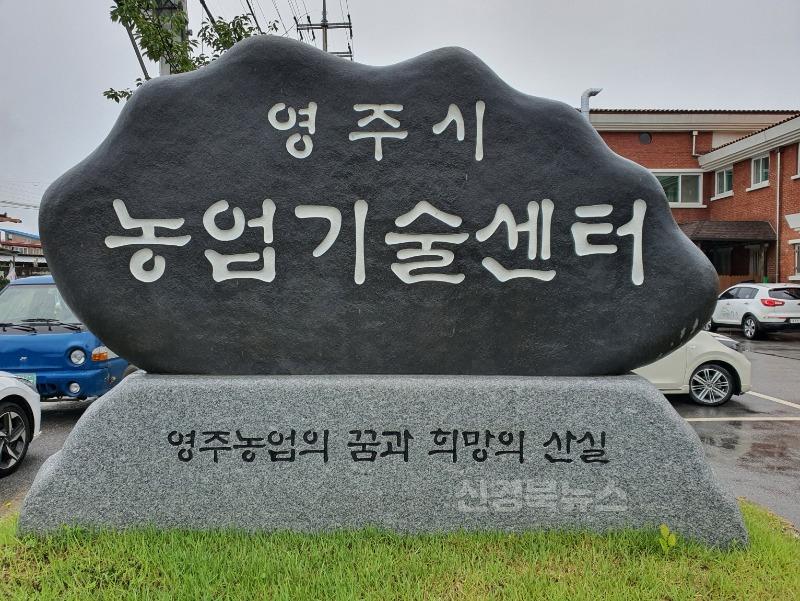 영주시
농업기술센터
영주농업의 꿈과 희망의 산실
신경북뉴스